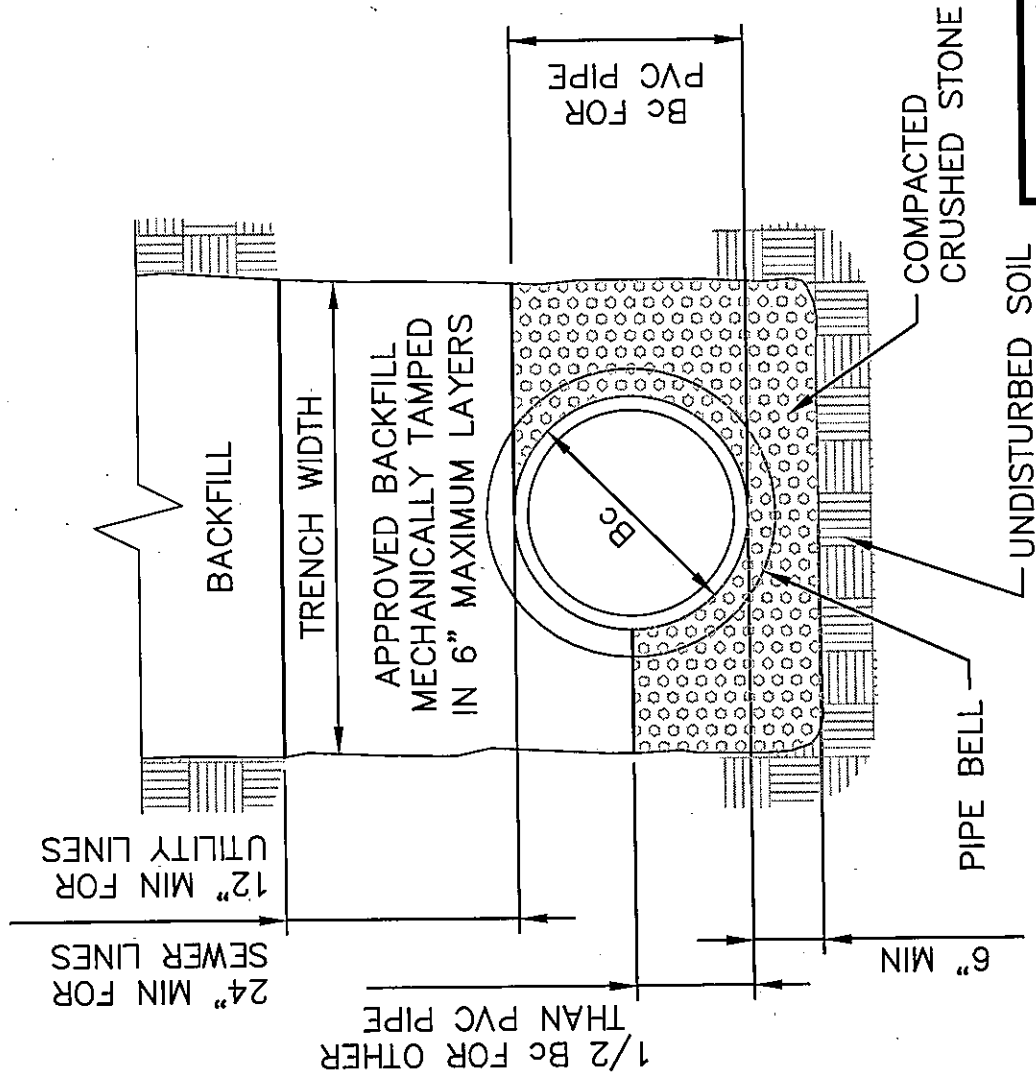 BACKFILL
TRENCH WIDTH
APPROVED BACKFILL
MECHANICALLY TAMPED
IN 6" MAXIMUM LAYERS
Bc
Bc FOR
PVC PIPE
12" MIN FOR
UTILITY LINES
24" MIN FOR
SEWER LINES
1/2 Bc FOR OTHER
THAN PVC PIPE
6" MIN
PIPE BELL
UNDISTURBED SOIL
COMPACTED
CRUSHED STONE